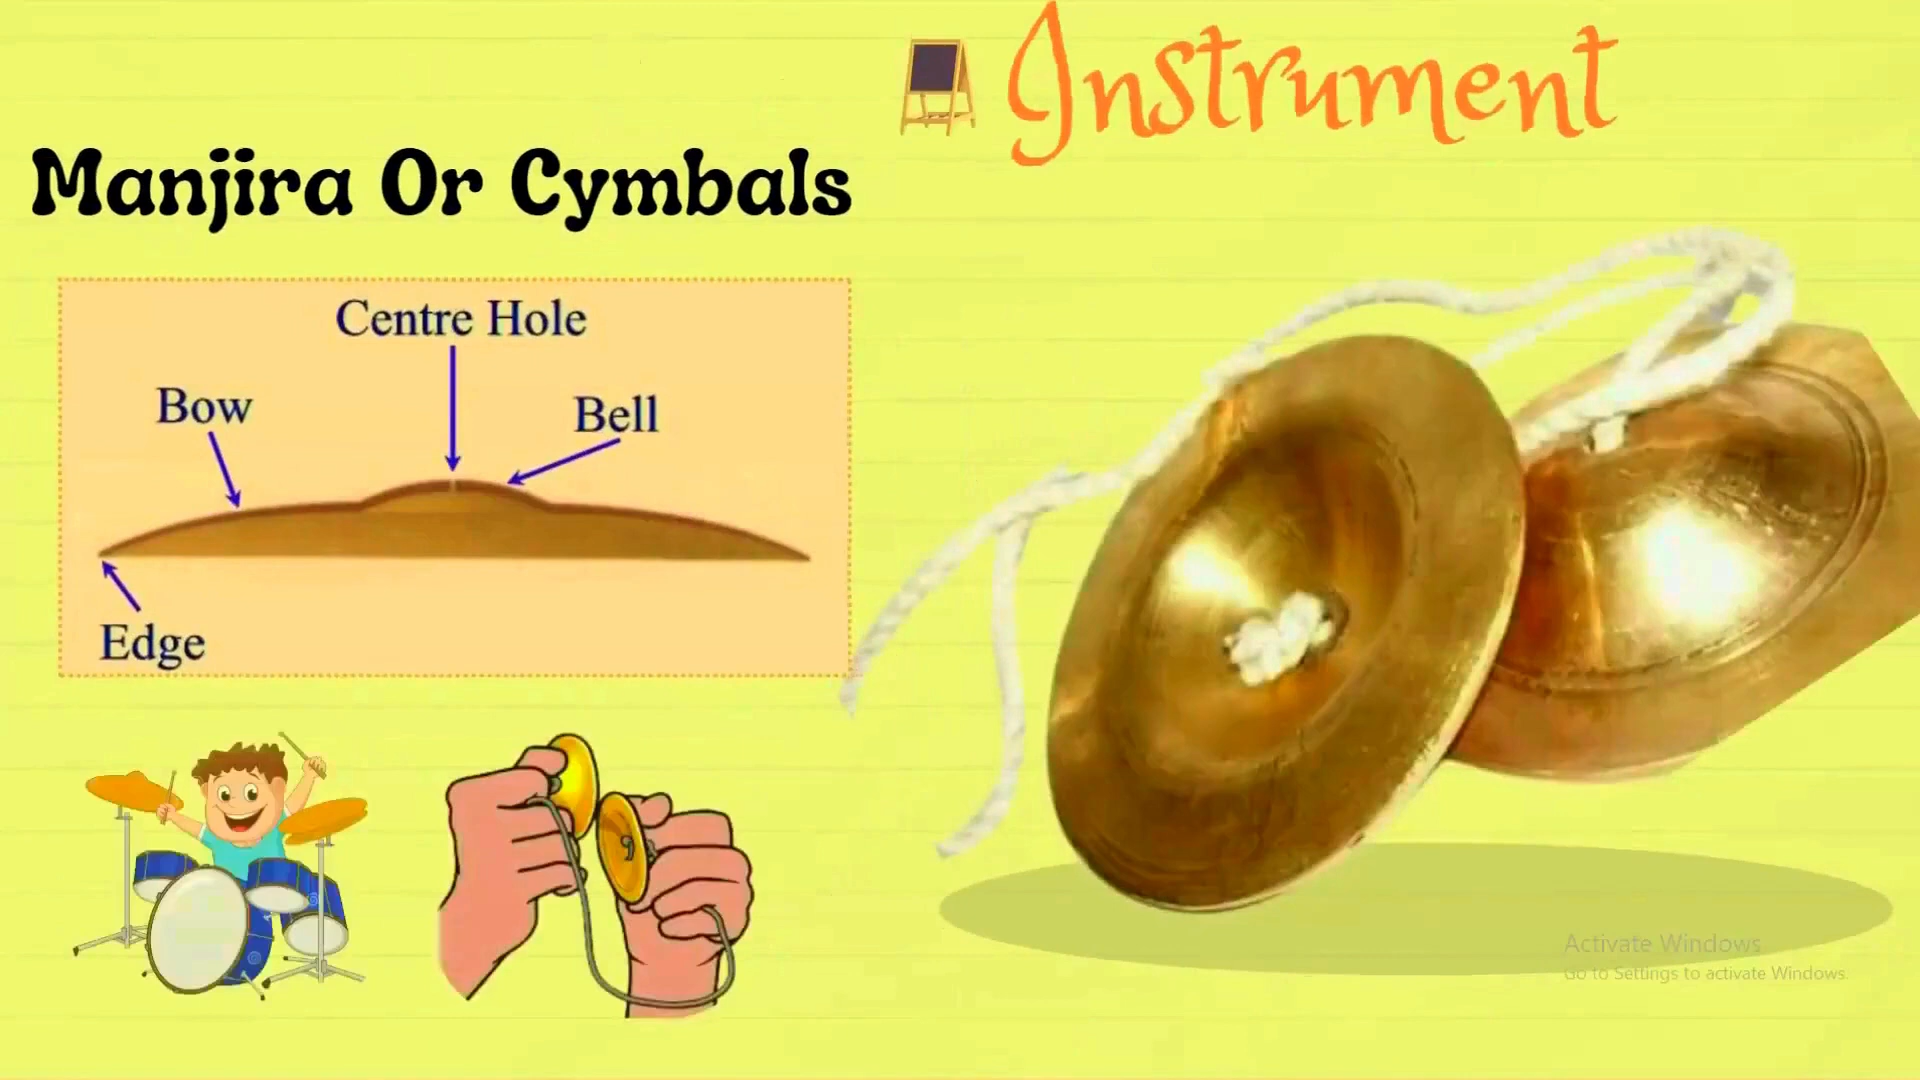 Instrument
Manjira Or Cymbals
Centre Hole
Bow
Bell
Edge
Activate Windows
Go to Settings to activate Windows.